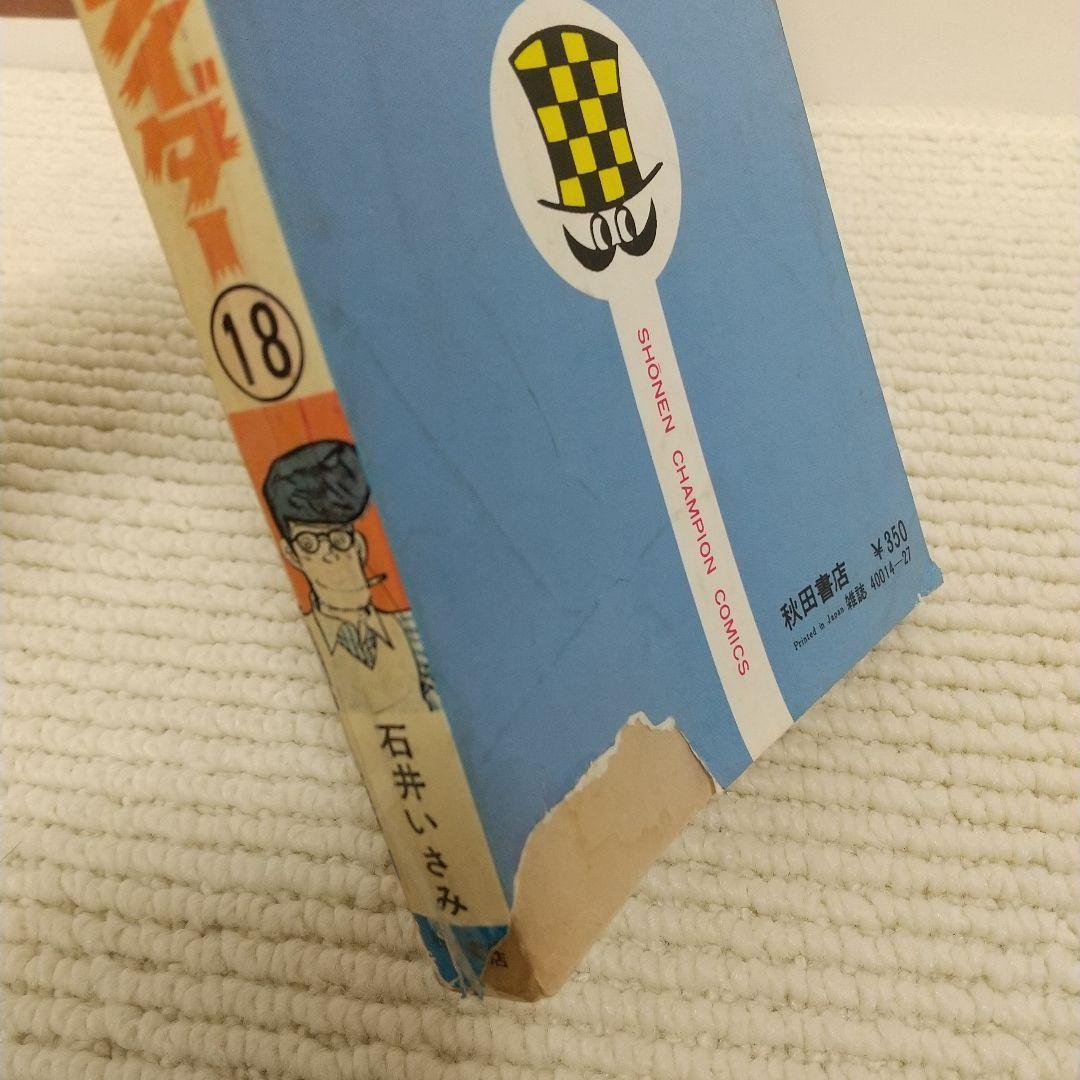 イダー
18
石井いさみ
店
SHŌNEN CHAMPION COMICS
秋田書店 ¥350
Printed in Japan 雑誌 40014—27